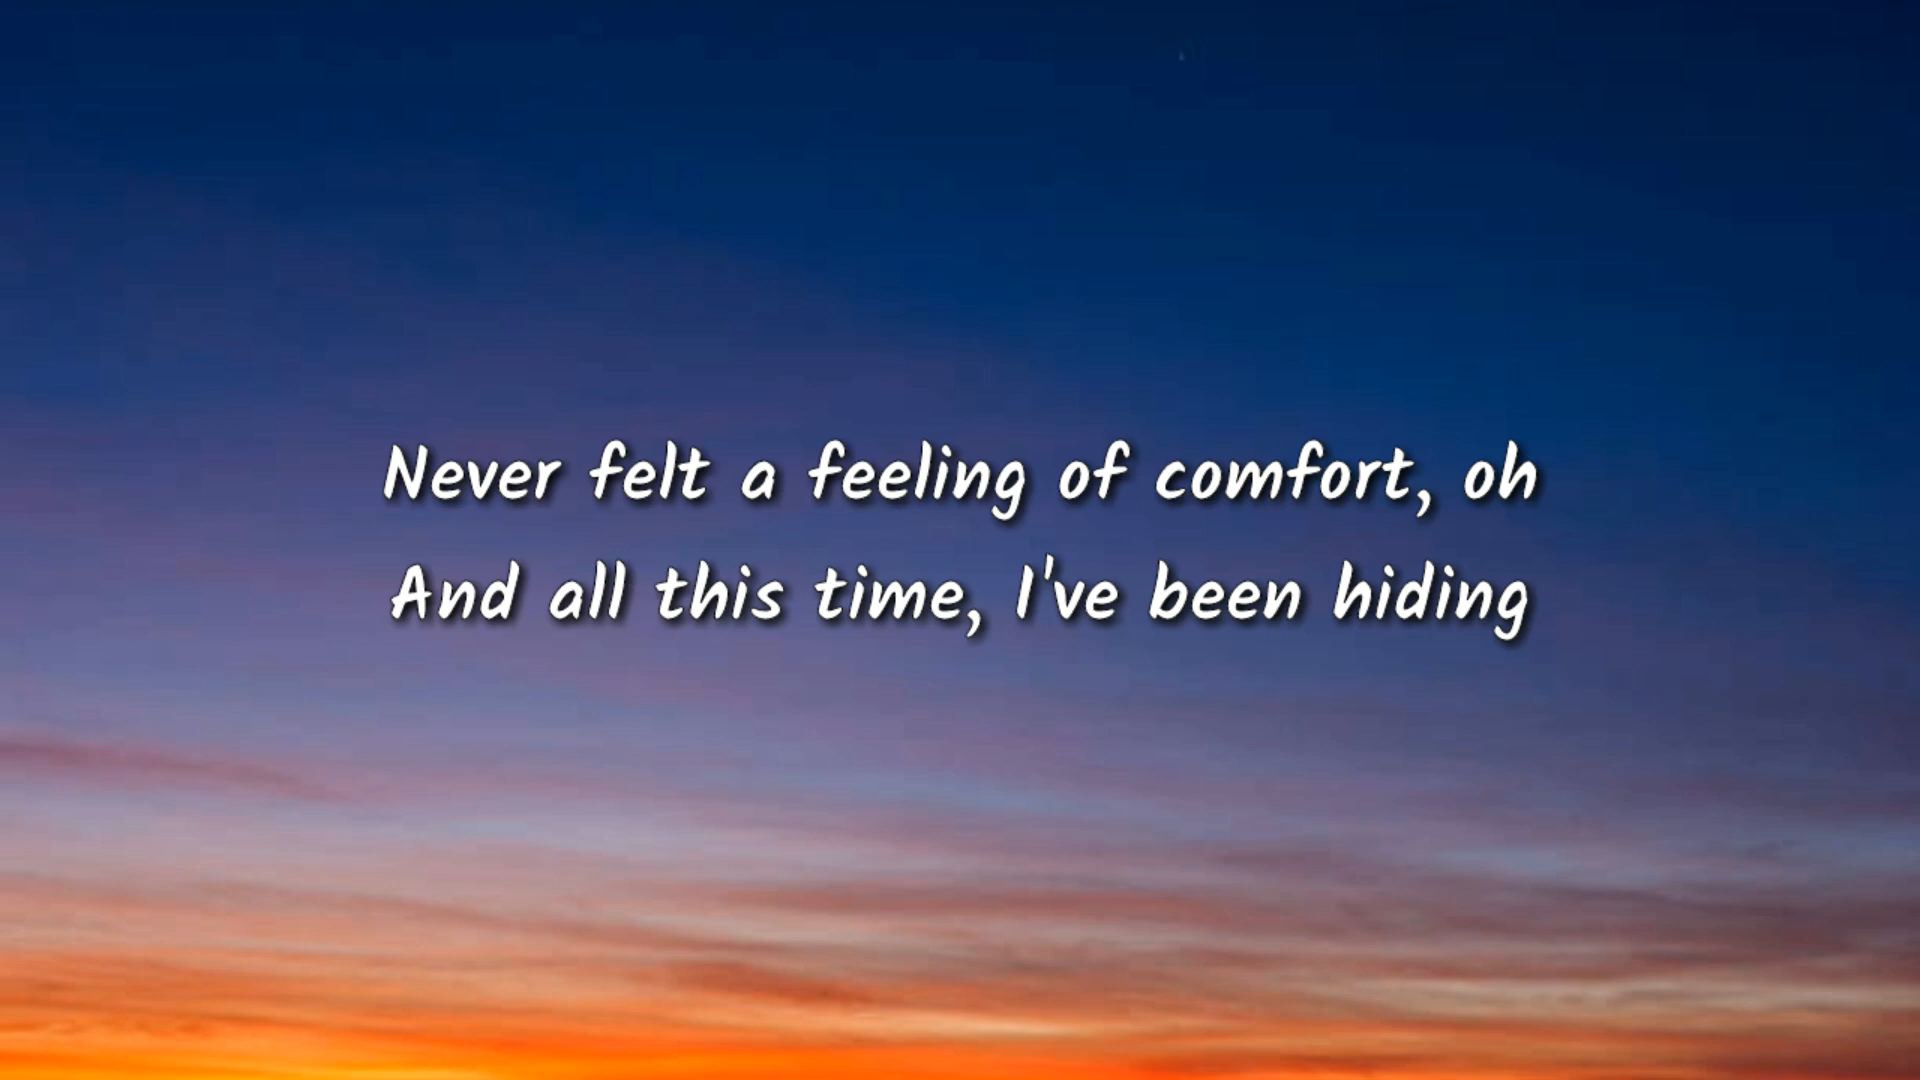 Never felt a feeling of comfort, oh
And all this time, I've been hiding